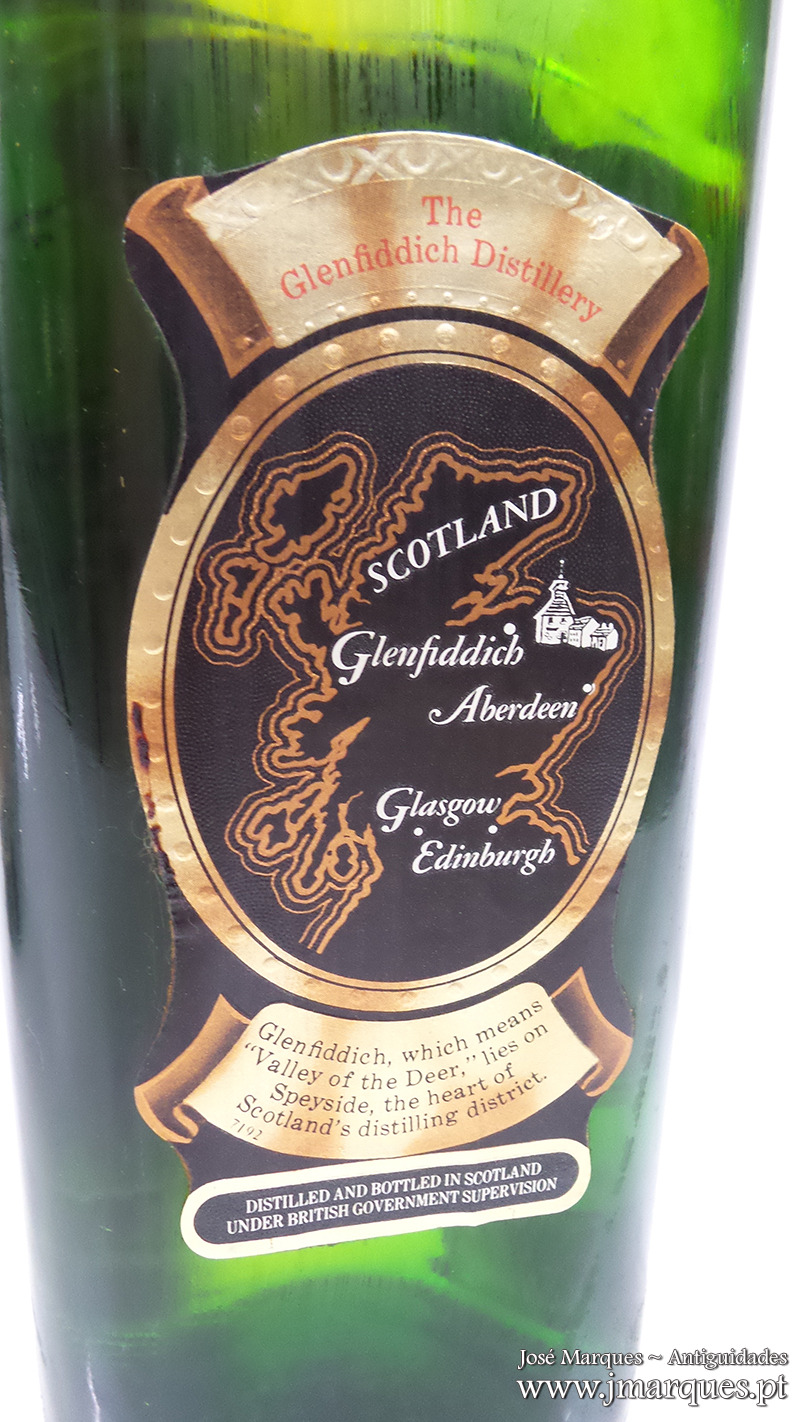 The
Glenfiddich Distillery
SCOTLAND
Glenfiddich
Aberdeen
Glasgow
Edinburgh
Glenfiddich, which means
“Valley of the Deer,” lies on
Speyside, the heart of
Scotland's distilling district.
7192
DISTILLED AND BOTTLED IN SCOTLAND
UNDER BRITISH GOVERNMENT SUPERVISION
José Marques ~ Antiguidades
www.jmarques.pt